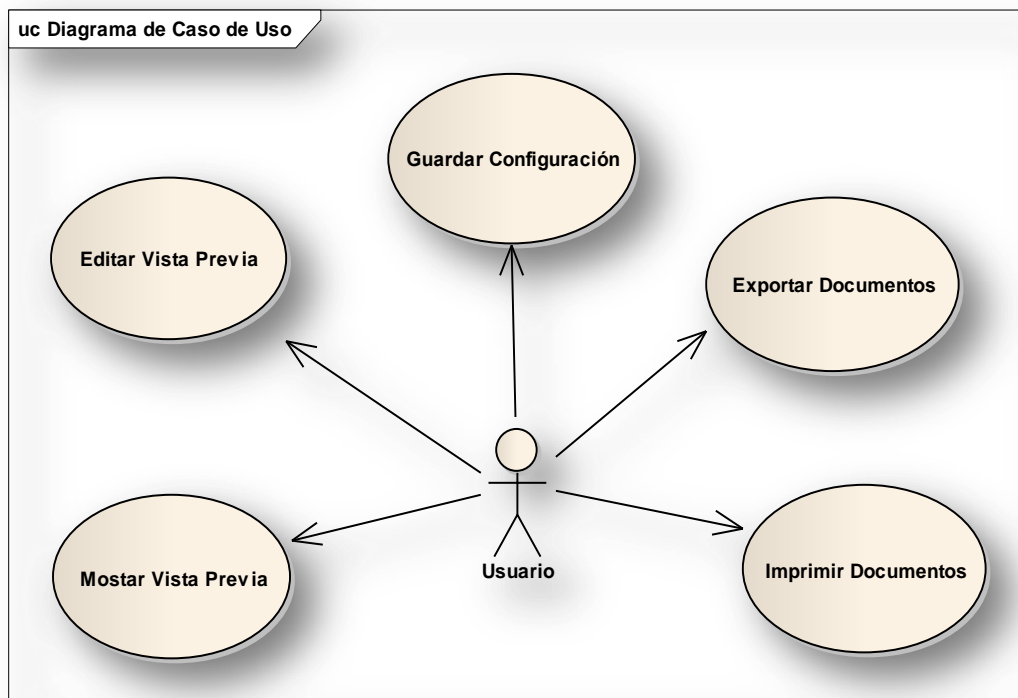 uc Diagrama de Caso de Uso
Guardar Configuración
Editar Vista Previa
Exportar Documentos
Mostar Vista Previa
Imprimir Documentos
Usuario